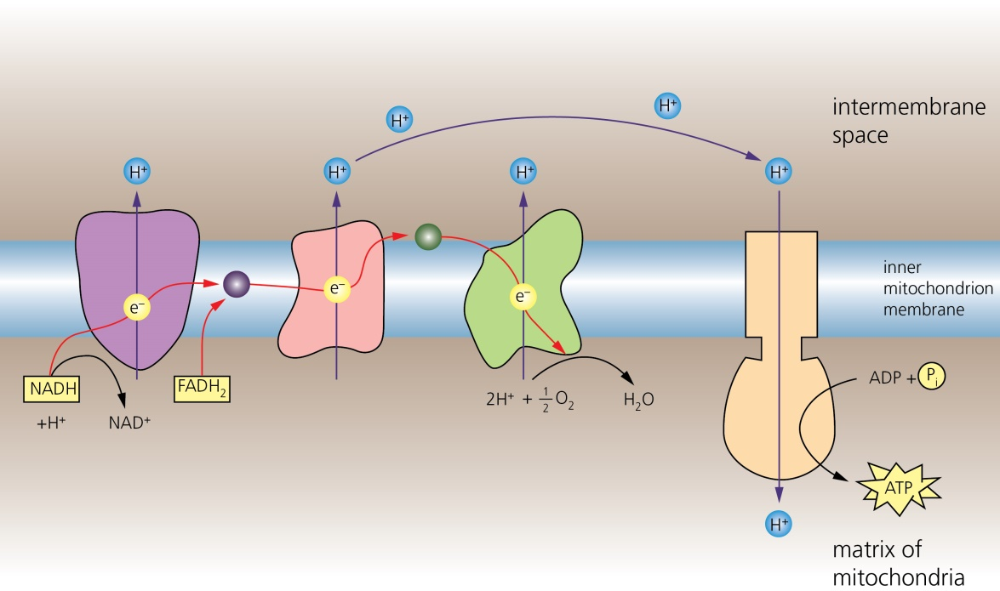 H⁺
H⁺
intermembrane
space
H⁺
H⁺
H⁺
H⁺
inner
mitochondrion
membrane
e⁻
e⁻
e⁻
NADH
FADH₂
+H⁺
NAD⁺
2H⁺ + ½ O₂
H₂O
ADP + Pᵢ
ATP
H⁺
matrix of
mitochondria